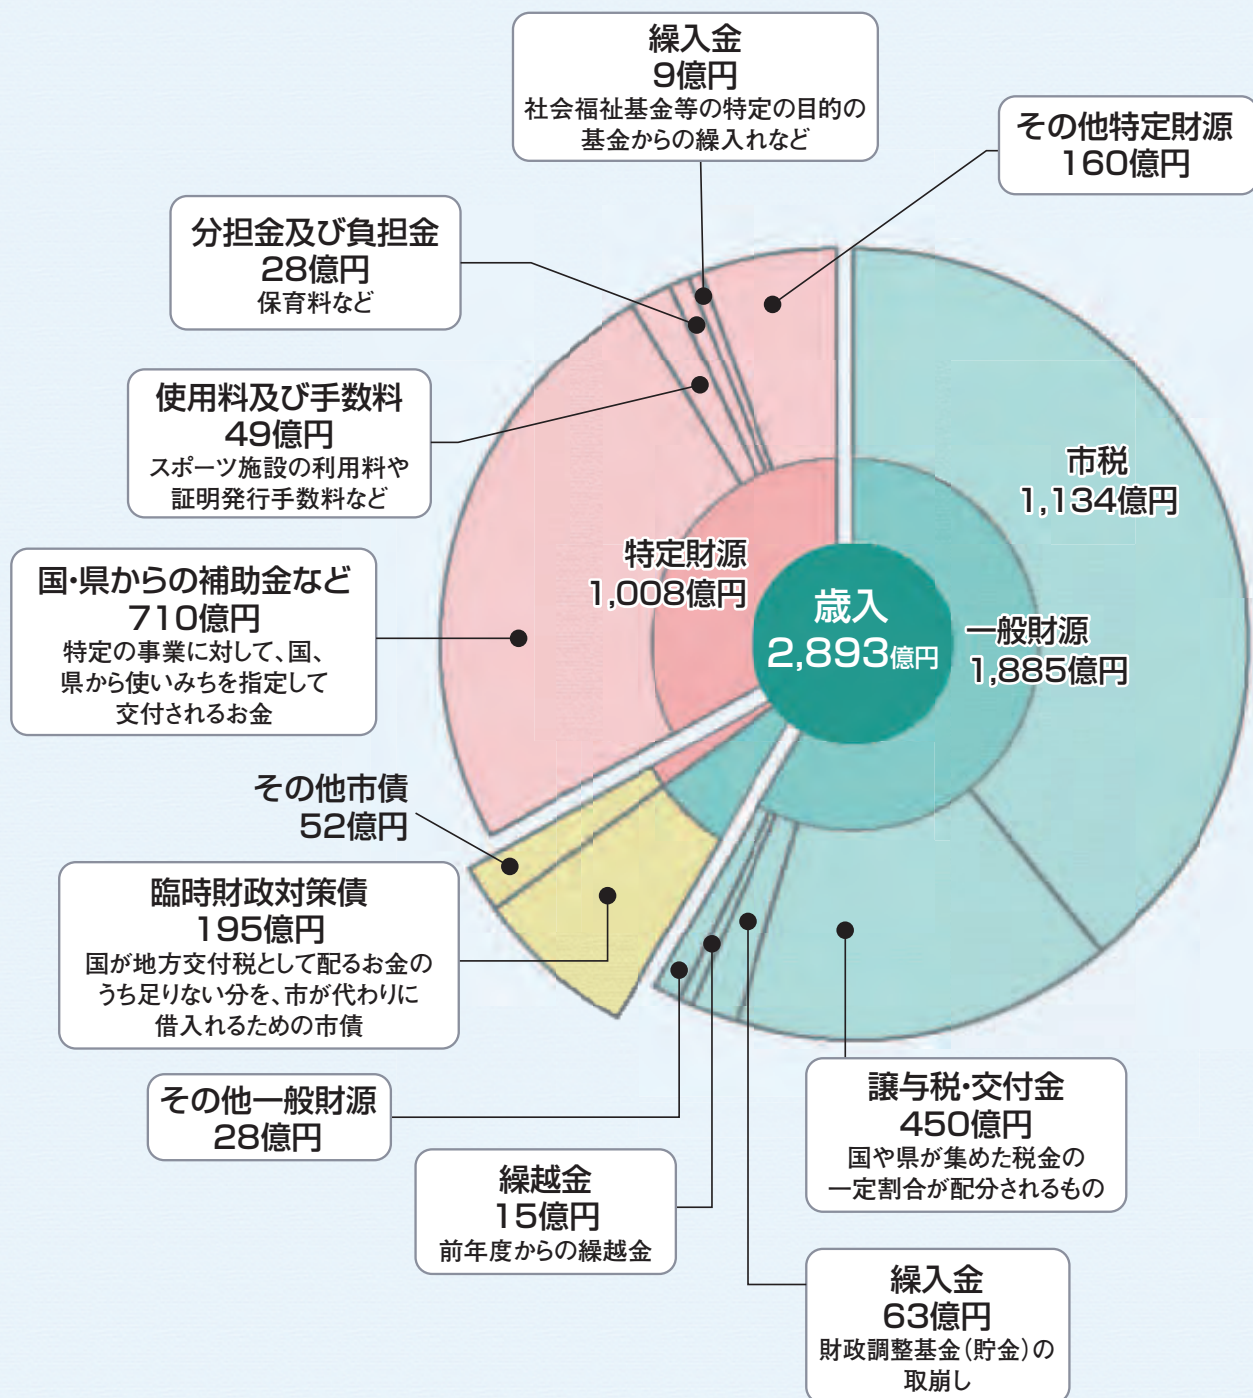 繰入金
9億円
社会福祉基金等の特定の目的の
基金からの繰入れなど
その他特定財源
160億円
分担金及び負担金
28億円
保育料など
使用料及び手数料
49億円
スポーツ施設の利用料や
証明発行手数料など
国・県からの補助金など
710億円
特定の事業に対して、国、
県から使いみちを指定して
交付されるお金
特定財源
1,008億円
歳入
2,893億円
市税
1,134億円
一般財源
1,885億円
その他市債
52億円
臨時財政対策債
195億円
国が地方交付税として配るお金の
うち足りない分を、市が代わりに
借入れるための市債
その他一般財源
28億円
繰越金
15億円
前年度からの繰越金
譲与税・交付金
450億円
国や県が集めた税金の
一定割合が配分されるもの
繰入金
63億円
財政調整基金（貯金）の
取崩し